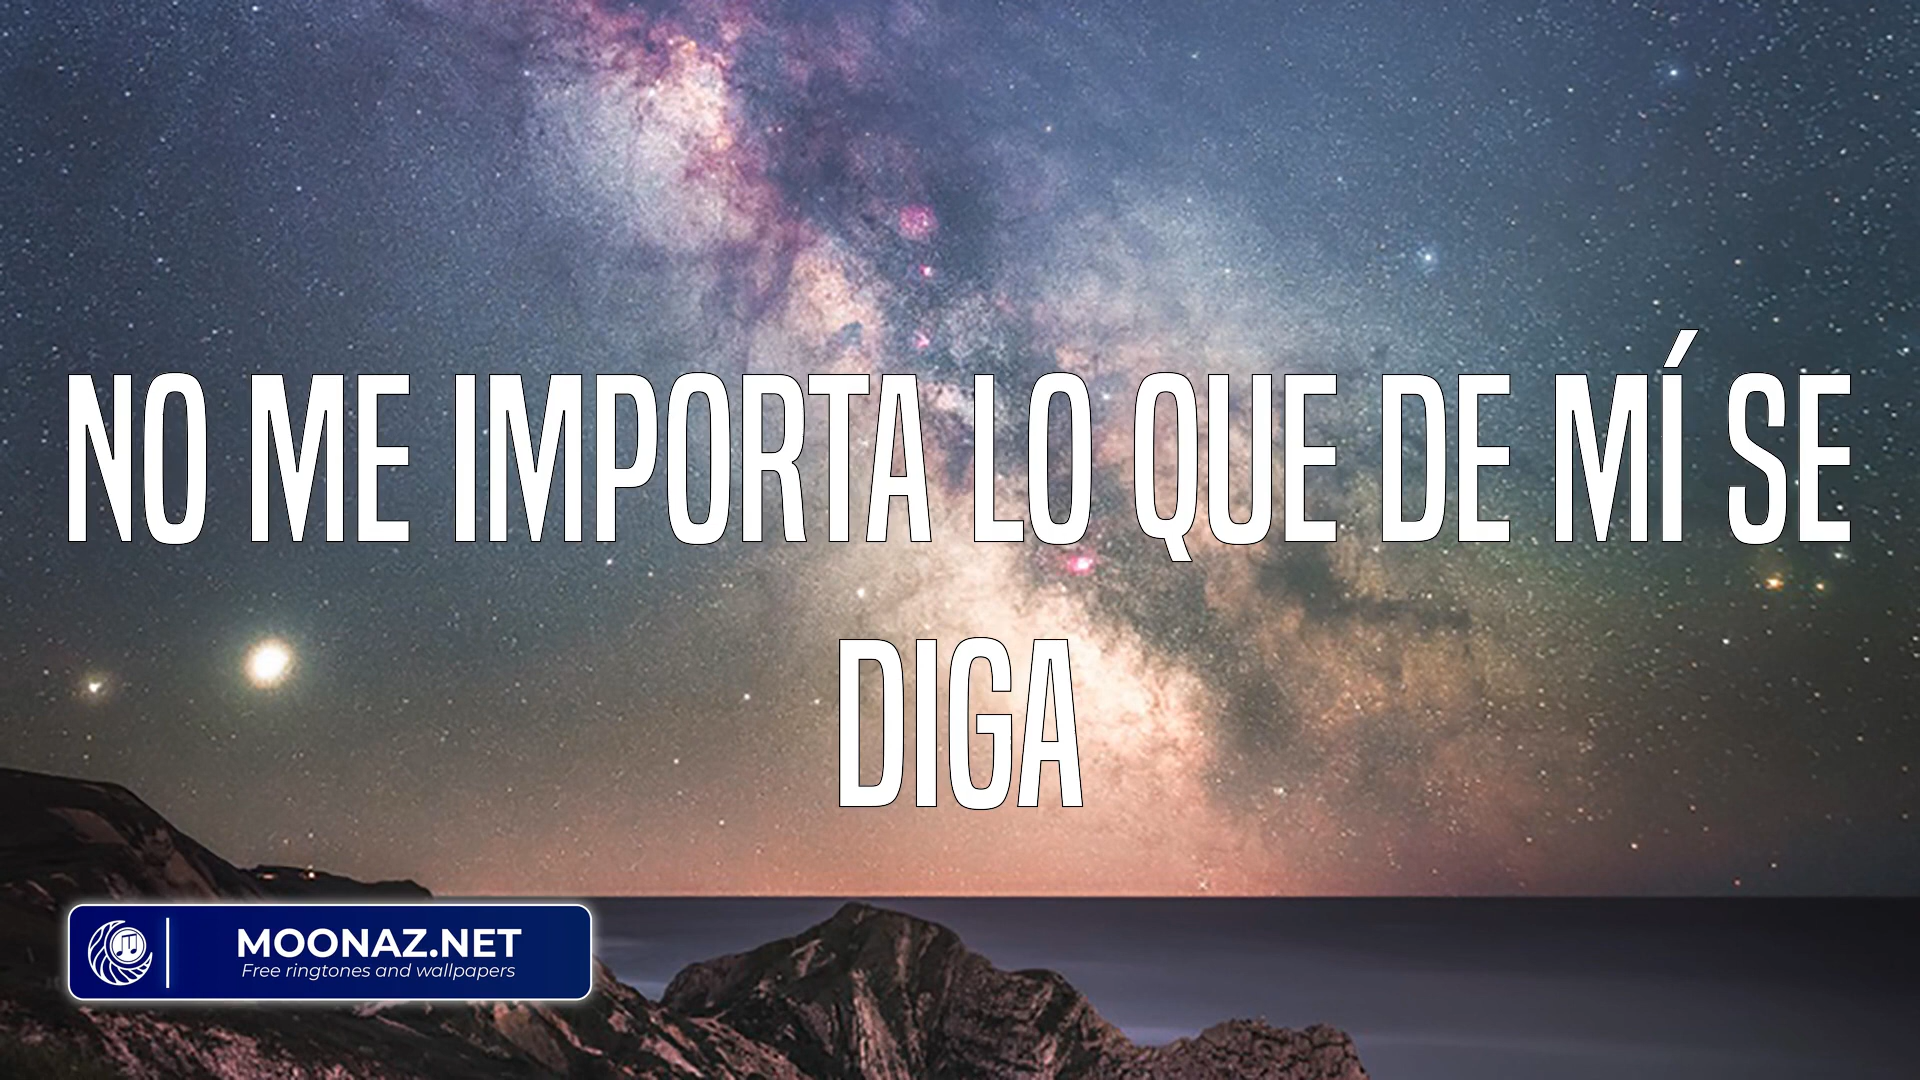 NO ME IMPORTA LO QUE DE MÍ SE
DIGA
MOONAZ.NET
Free ringtones and wallpapers